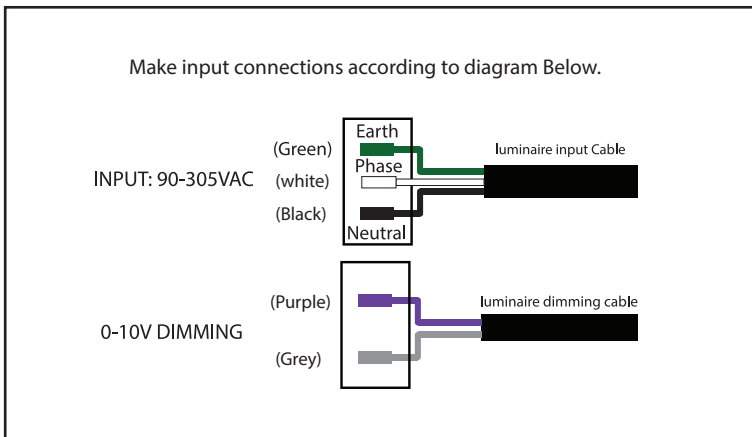 Make input connections according to diagram Below.
Earth
(Green)
luminaire input Cable
Phase
INPUT: 90-305VAC
(white)
(Black)
Neutral
(Purple)
luminaire dimming cable
0-10V DIMMING
(Grey)